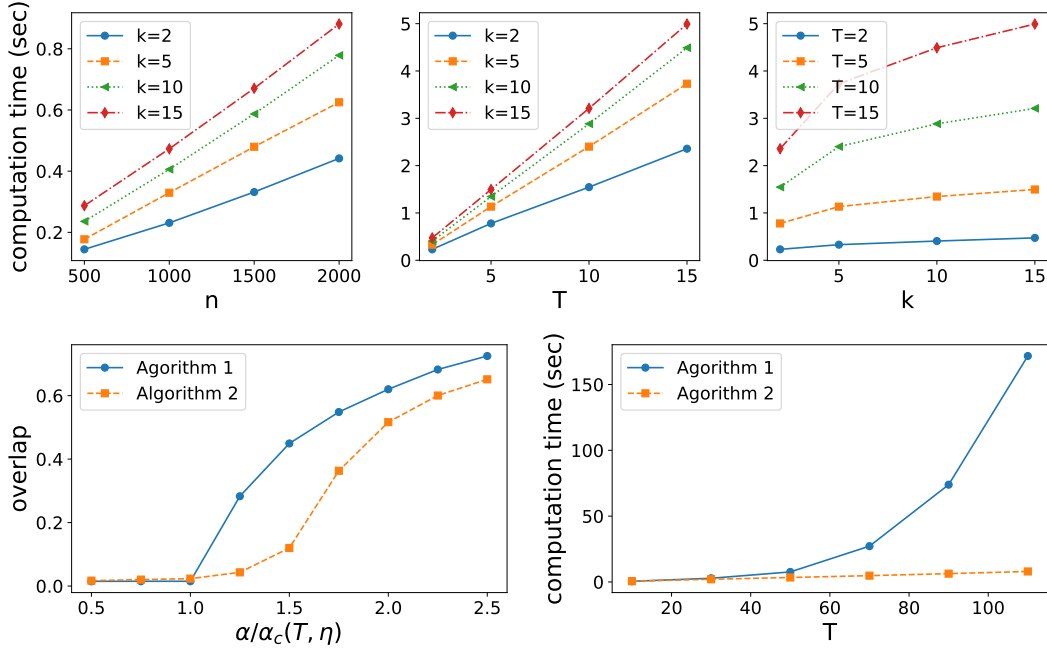 computation time (sec)
0.8
0.6
0.4
0.2
k=2
k=5
k=10
k=15
500
1000
1500
2000
n
5
4
3
2
1
0
k=2
k=5
k=10
k=15
5
10
15
T
5
4
3
2
1
0
T=2
T=5
T=10
T=15
5
10
15
k
overlap
0.6
0.4
0.2
0.0
Agorithm 1
Algorithm 2
0.5
1.0
1.5
2.0
2.5
α/α_c(T, η)
computation time (sec)
150
100
50
0
Agorithm 1
Agorithm 2
20
40
60
80
100
T